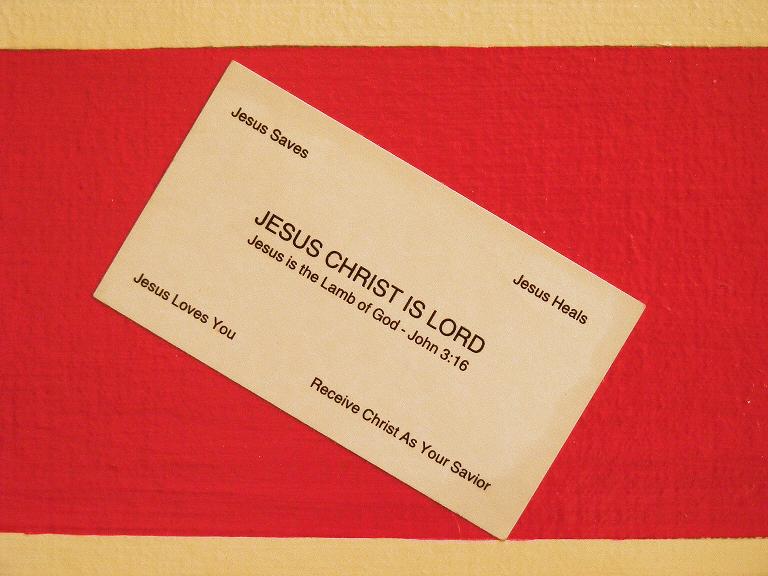 Jesus Saves
Jesus Heals
JESUS CHRIST IS LORD
Jesus is the Lamb of God - John 3:16
Jesus Loves You
Receive Christ As Your Savior